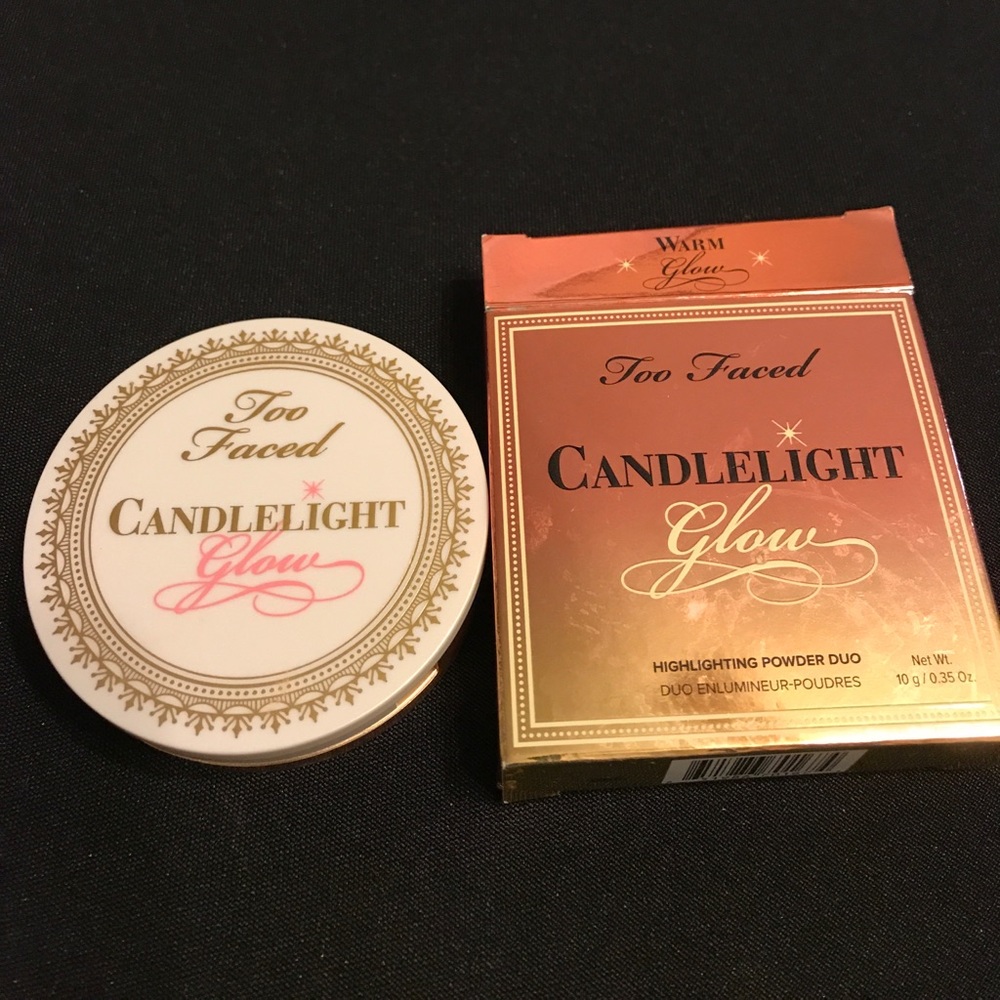 Too
Faced
CANDLELIGHT
Glow
WARM
Glow
Too Faced
CANDLELIGHT
Glow
HIGHLIGHTING POWDER DUO
DUO ENLUMINEUR-POUDRES
Net Wt.
10 g / 0.35 Oz.